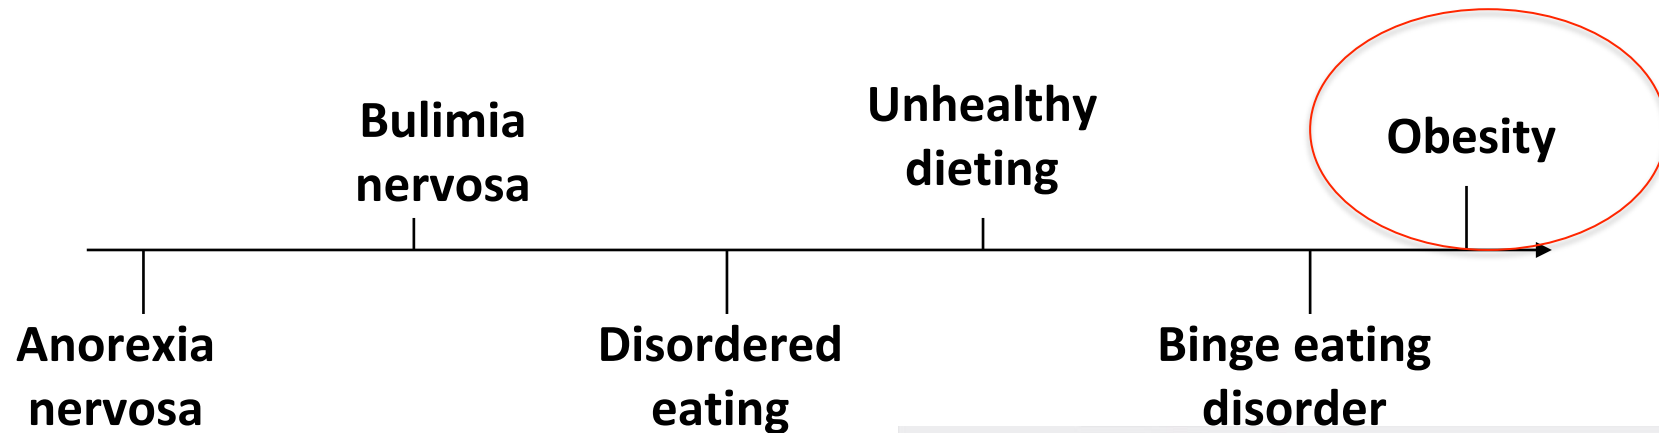 Bulimia
nervosa
Unhealthy
dieting
Obesity
Anorexia
nervosa
Disordered
eating
Binge eating
disorder